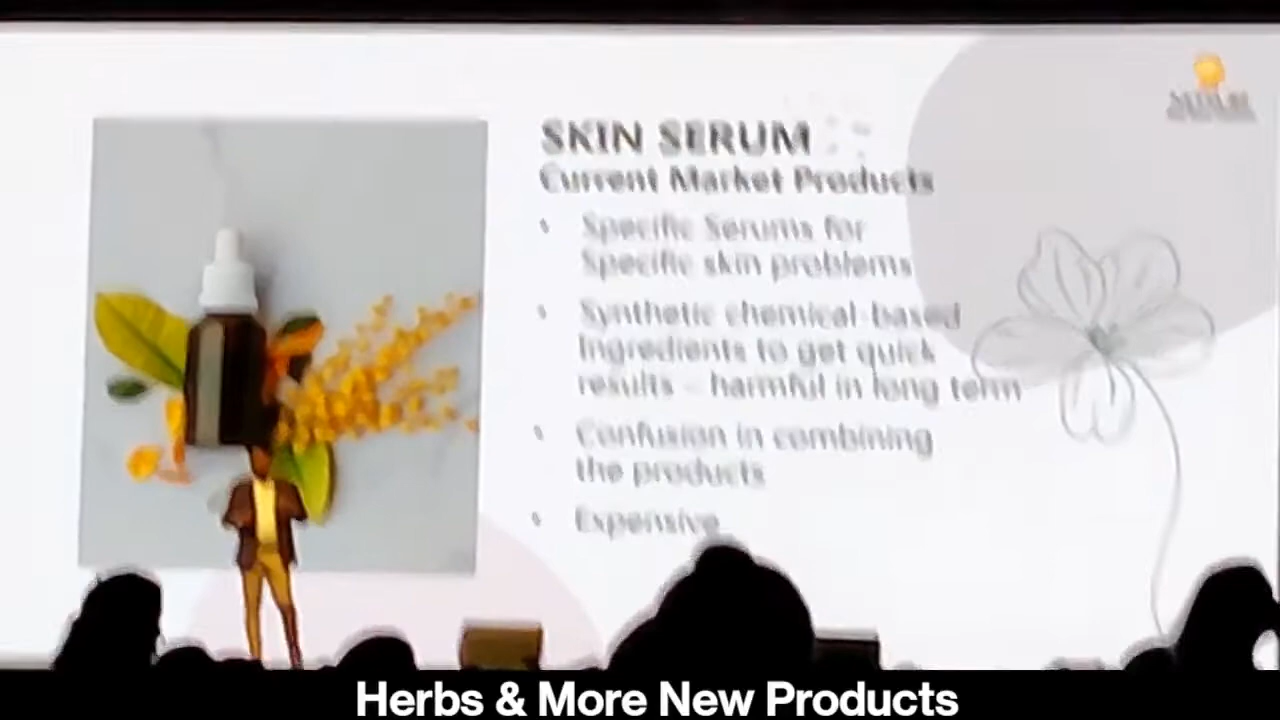 SKIN SERUM
Current Market Products
• Specific Serums for
Specific skin problems
• Synthetic chemical-based
Ingredients to get quick
results - harmful in long term
• Confusion in combining
the products
• Expensive
Herbs & More New Products